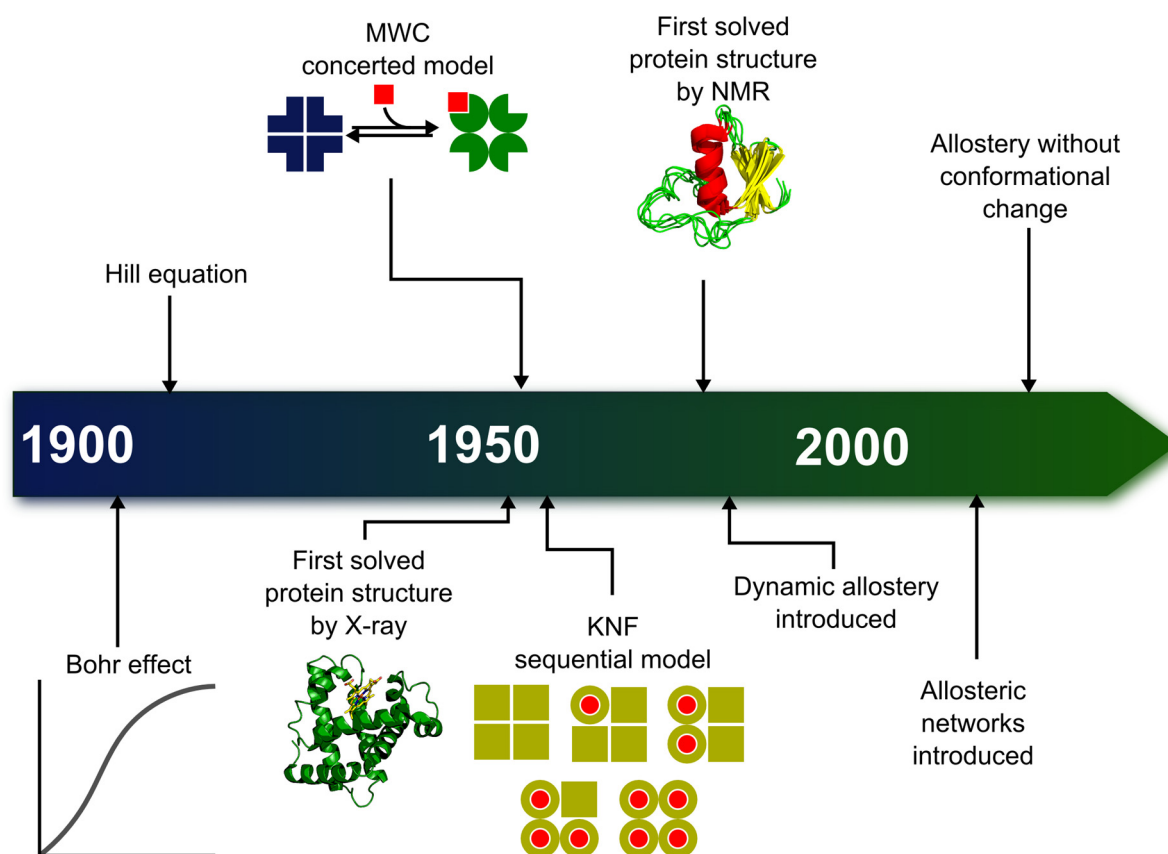 MWC
concerted model
First solved
protein structure
by NMR
Allostery without
conformational
change
Hill equation
1900
1950
2000
First solved
protein structure
by X-ray
Dynamic allostery
introduced
KNF
sequential model
Bohr effect
Allosteric
networks
introduced